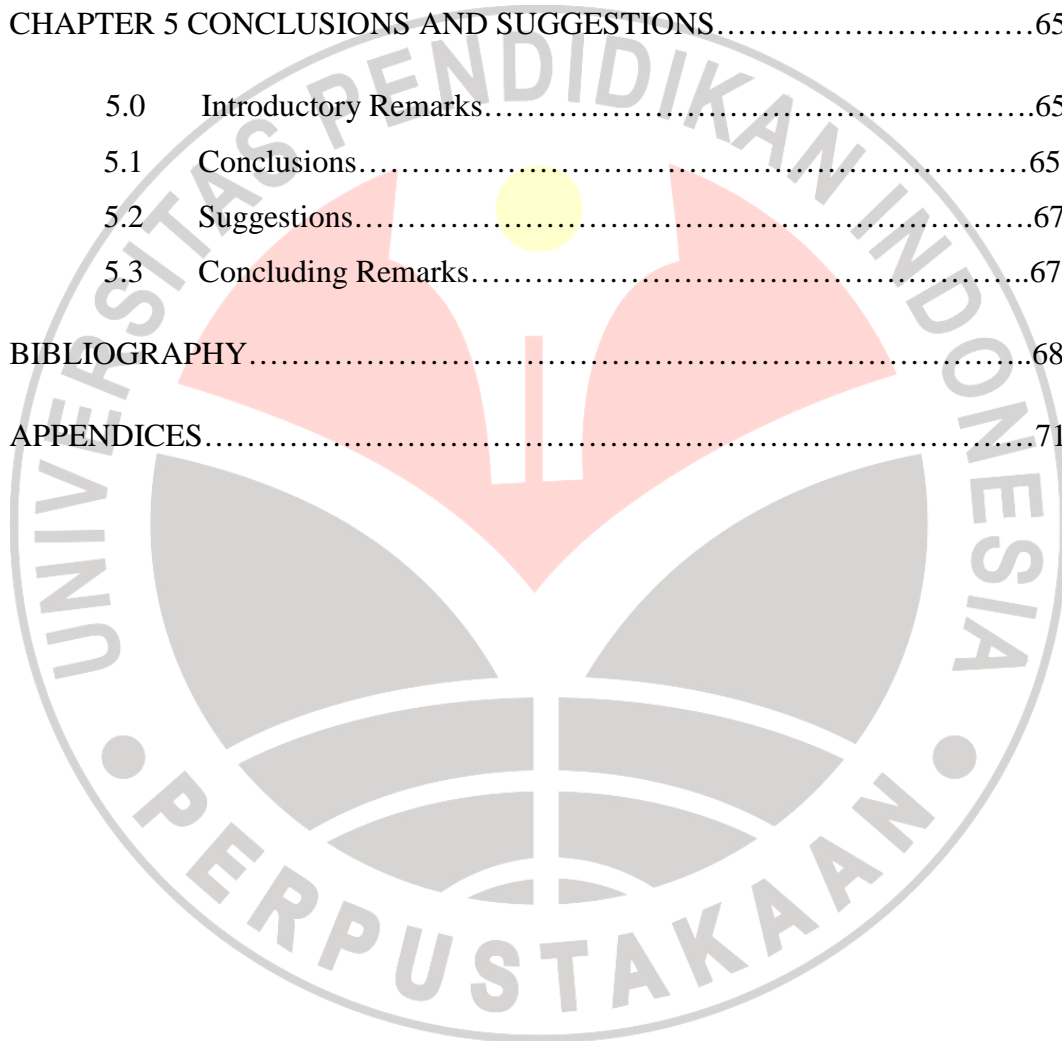 CHAPTER 5 CONCLUSIONS AND SUGGESTIONS…………………………65
5.0 Introductory Remarks……………………………………………….65
5.1 Conclusions…………………………………………………………65
5.2 Suggestions………………………………………………………….67
5.3 Concluding Remarks………………………………………………..67
BIBLIOGRAPHY…………………………………………………………………..68
APPENDICES……………………………………………………………………….71
UNIVERSITAS PENDIDIKAN INDONESIA
PERPUSTAKAAN